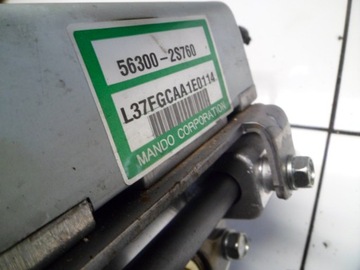 56300-2S760
L37FGCAA1E0114
MANDO CORPORATION